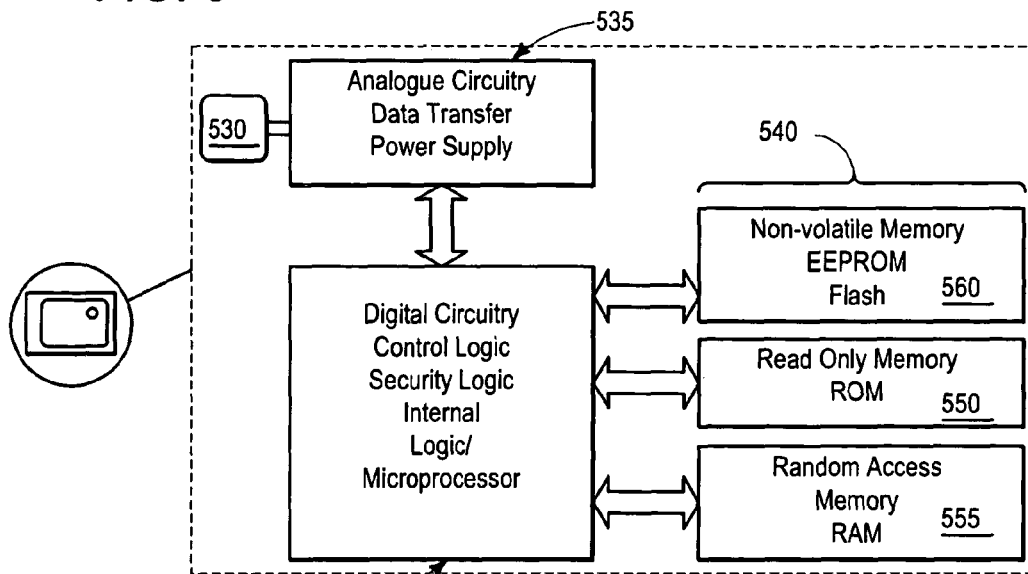 535
Analogue Circuitry
Data Transfer
Power Supply
530
540
Non-volatile Memory
EEPROM
Flash
560
Digital Circuitry
Control Logic
Security Logic
Internal
Logic/
Microprocessor
Read Only Memory
ROM
550
Random Access
Memory
RAM
555